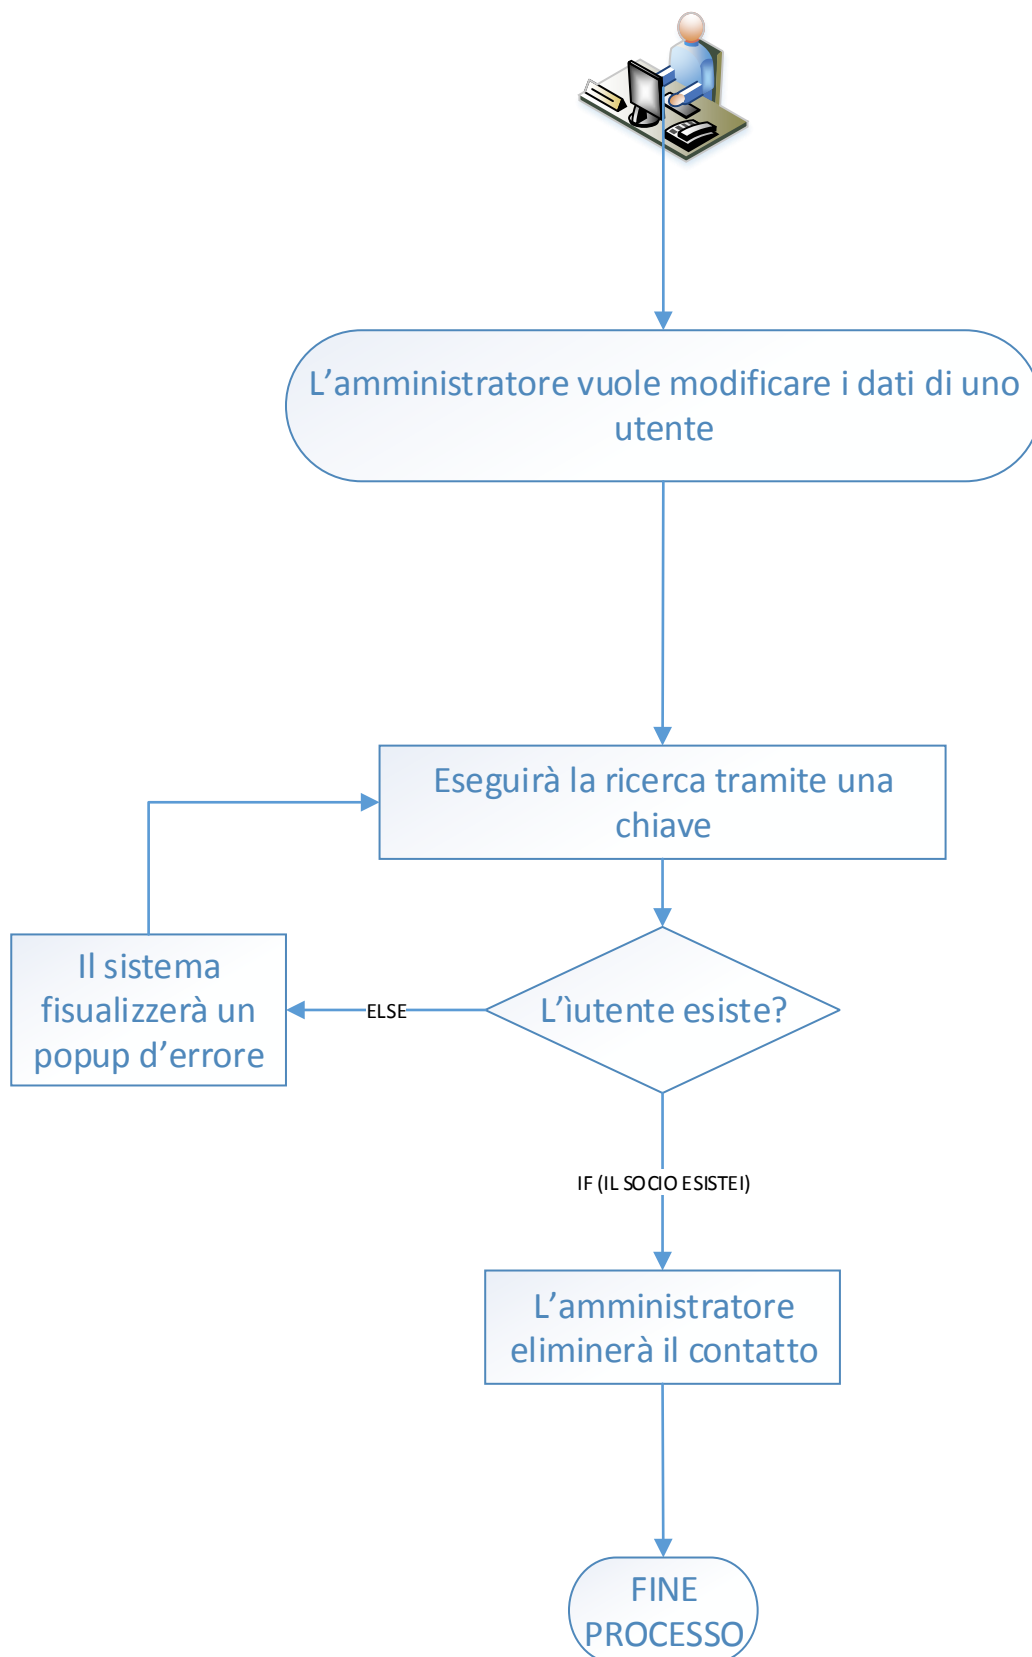 L'amministratore vuole modificare i dati di uno
utente
Eseguirà la ricerca tramite una
chiave
Il sistema
fisualizzerà un
popup d'errore
ELSE
L'ìutente esiste?
IF (IL SOCIO ESISTEI)
L'amministratore
eliminerà il contatto
FINE
PROCESSO